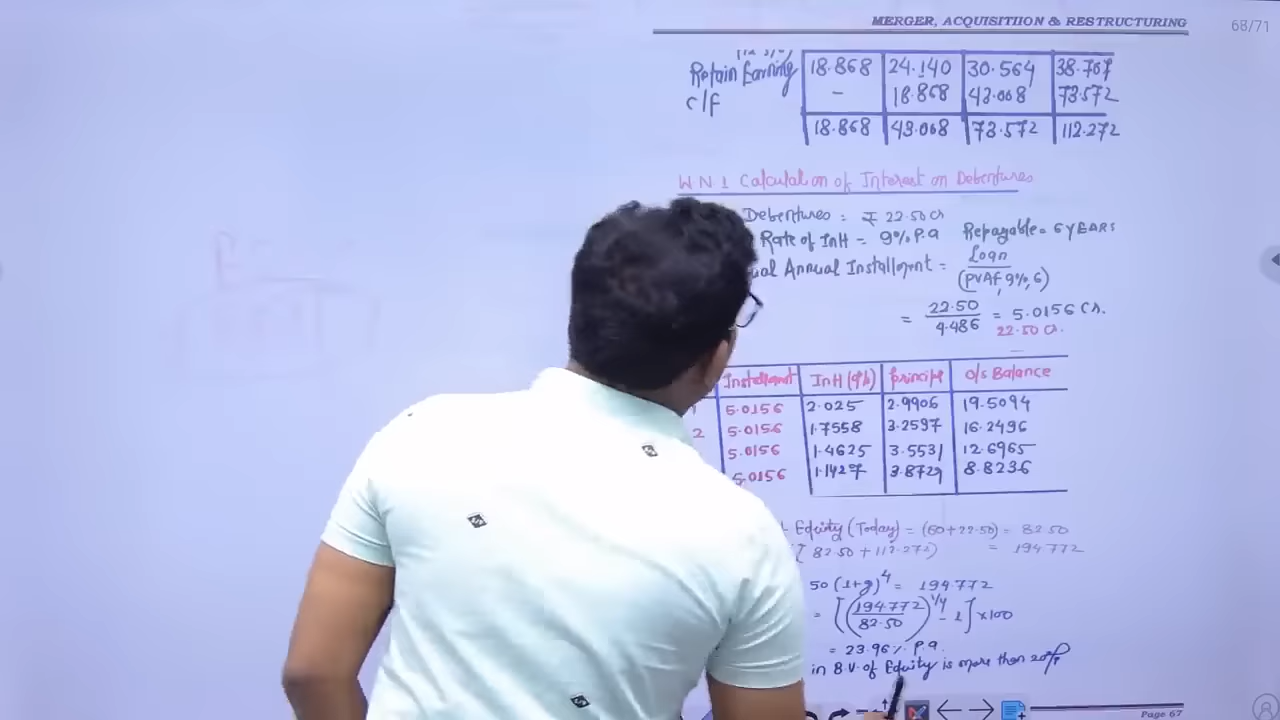 MERGER, ACQUISITIION & RESTRUCTURING
68/71
Retain Earning 18.868 24.140 30.564 38.707
c/f - 18.868 43.008 73.572
18.868 43.008 73.572 112.272
W N 1 Calculation of Interest on Debentures
Debentures = ₹ 22.50 cr
Rate of Int = 9% P.a Repayable = 6 YEARS
ual Annual Installment = Loan
(PVAF, 9%, 6)
= 22.50 = 5.0156 Cr.
4.486 22.50 Cr.
Installment Int (9%) Principl O/s Balance
1 5.0156 2.025 2.9906 19.5094
2 5.0156 1.7558 3.2597 16.2496
5.0156 1.4625 3.5531 12.6965
5.0156 1.1427 3.8729 8.8236
Equity (Today) = (60+22.50) = 82.50
82.50 + 112.272) = 194.772
50 (1+g)4 = 194.772
= [(194.772 )1/4 - 1] x100
82.50
= 23.96% P.a.
in B.V. of Equity is more than 20%
Page 67